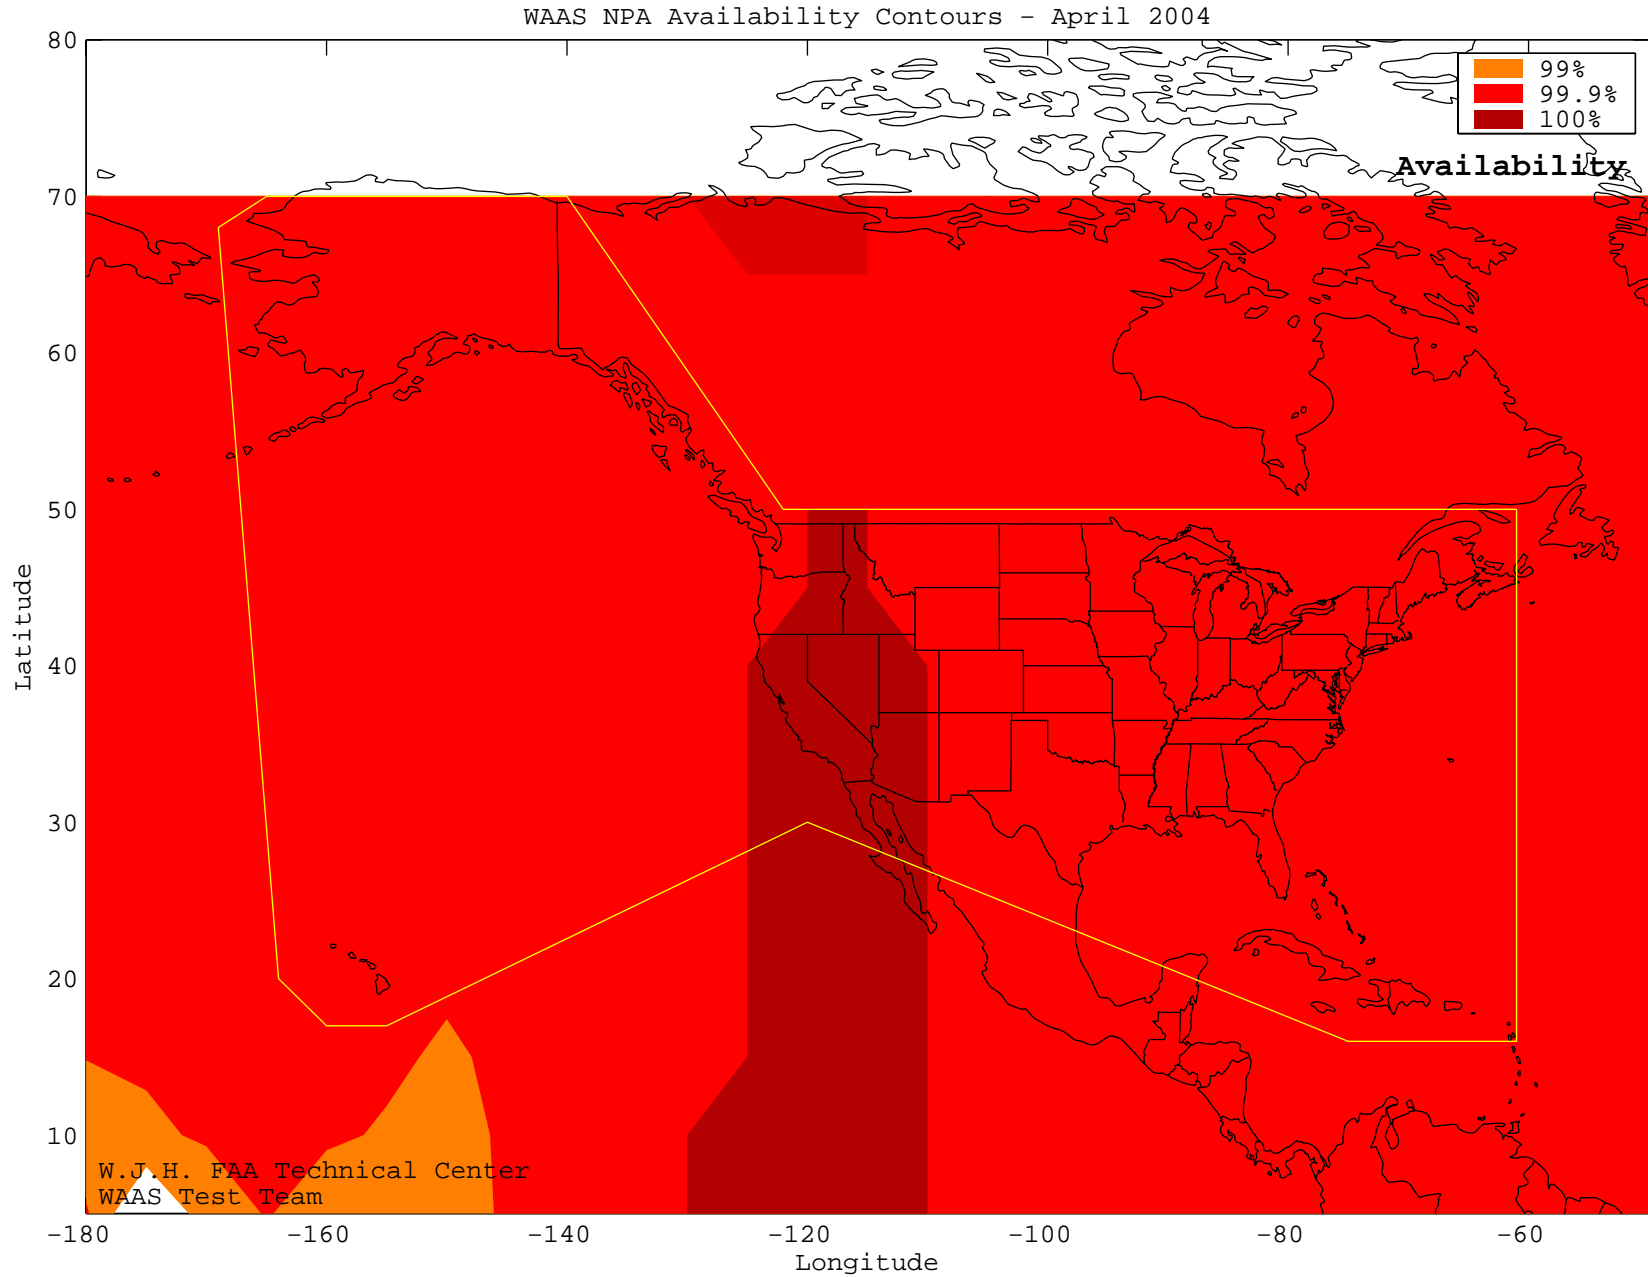 WAAS NPA Availability Contours - April 2004
80
70
60
50
40
30
20
10
Latitude
99%
99.9%
100%
Availability
W.J.H. FAA Technical Center
WAAS Test Team
-180 -160 -140 -120 -100 -80 -60
Longitude